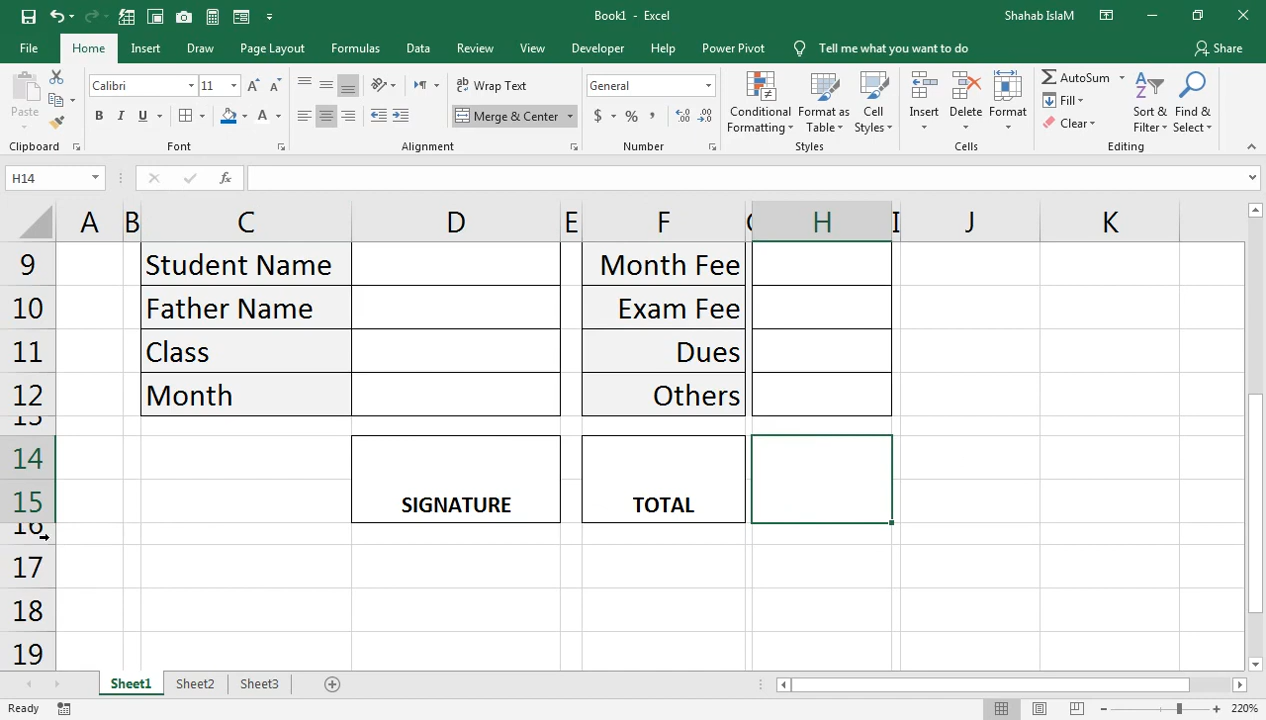 Book1 - Excel
Shahab IslaM
File Home Insert Draw Page Layout Formulas Data Review View Developer Help Power Pivot Tell me what you want to do Share
Paste
Calibri 11
B I U
A
Wrap Text
Merge & Center
General
$ %
Conditional Formatting
Format as Table
Cell Styles
Insert
Delete
Format
AutoSum
Fill
Clear
Sort & Filter
Find & Select
Clipboard Font Alignment Number Styles Cells Editing
H14 fx
A B C D E F H I J K
9 Student Name Month Fee
10 Father Name Exam Fee
11 Class Dues
12 Month Others
13
14
15 SIGNATURE TOTAL
16
17
18
19
Sheet1 Sheet2 Sheet3
Ready 220%